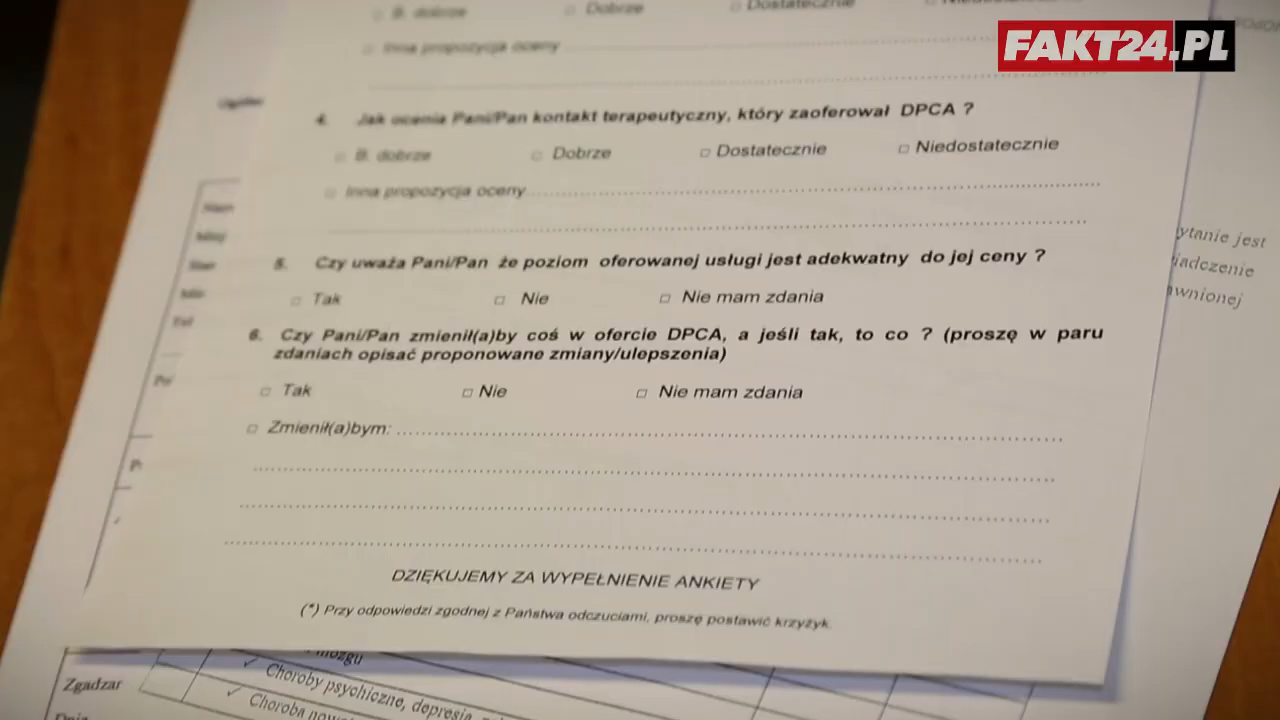 FAKT24.PL
B. dobrze Dobrze Dostatecznie
Inna propozycja oceny
4. Jak ocenia Pani/Pan kontakt terapeutyczny, który zaoferował DPCA ?
B. dobrze Dobrze Dostatecznie Niedostatecznie
Inna propozycja oceny
5. Czy uważa Pani/Pan że poziom oferowanej usługi jest adekwatny do jej ceny ?
Tak Nie Nie mam zdania
6. Czy Pani/Pan zmienił(a)by coś w ofercie DPCA, a jeśli tak, to co ? (proszę w paru
zdaniach opisać proponowane zmiany/ulepszenia)
Tak Nie Nie mam zdania
Zmienił(a)bym:
DZIĘKUJEMY ZA WYPEŁNIENIE ANKIETY
(*) Przy odpowiedzi zgodnej z Państwa odczuciami, proszę postawić krzyżyk.
ytanie jest
iadczenie
wnionej
mózgu
Zgadzar
Choroby psychiczne, depresja,
Choroba